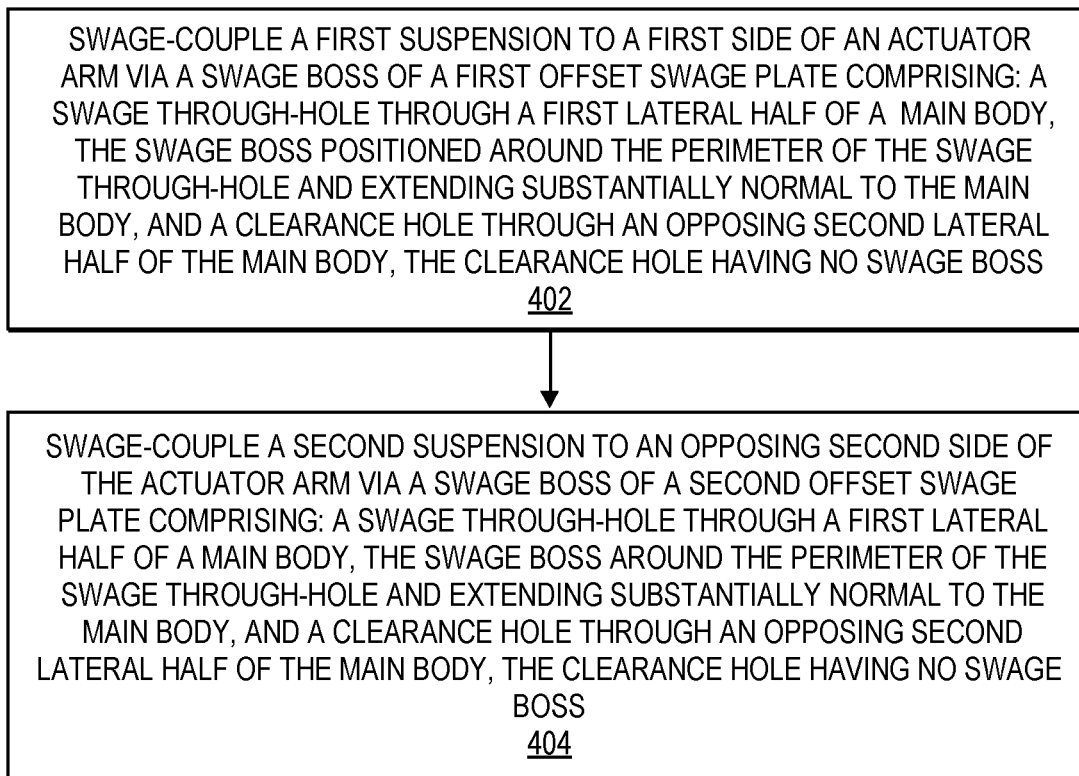 SWAGE-COUPLE A FIRST SUSPENSION TO A FIRST SIDE OF AN ACTUATOR
ARM VIA A SWAGE BOSS OF A FIRST OFFSET SWAGE PLATE COMPRISING: A
SWAGE THROUGH-HOLE THROUGH A FIRST LATERAL HALF OF A MAIN BODY,
THE SWAGE BOSS POSITIONED AROUND THE PERIMETER OF THE SWAGE
THROUGH-HOLE AND EXTENDING SUBSTANTIALLY NORMAL TO THE MAIN
BODY, AND A CLEARANCE HOLE THROUGH AN OPPOSING SECOND LATERAL
HALF OF THE MAIN BODY, THE CLEARANCE HOLE HAVING NO SWAGE BOSS
402
SWAGE-COUPLE A SECOND SUSPENSION TO AN OPPOSING SECOND SIDE OF
THE ACTUATOR ARM VIA A SWAGE BOSS OF A SECOND OFFSET SWAGE
PLATE COMPRISING: A SWAGE THROUGH-HOLE THROUGH A FIRST LATERAL
HALF OF A MAIN BODY, THE SWAGE BOSS AROUND THE PERIMETER OF THE
SWAGE THROUGH-HOLE AND EXTENDING SUBSTANTIALLY NORMAL TO THE
MAIN BODY, AND A CLEARANCE HOLE THROUGH AN OPPOSING SECOND
LATERAL HALF OF THE MAIN BODY, THE CLEARANCE HOLE HAVING NO SWAGE
BOSS
404